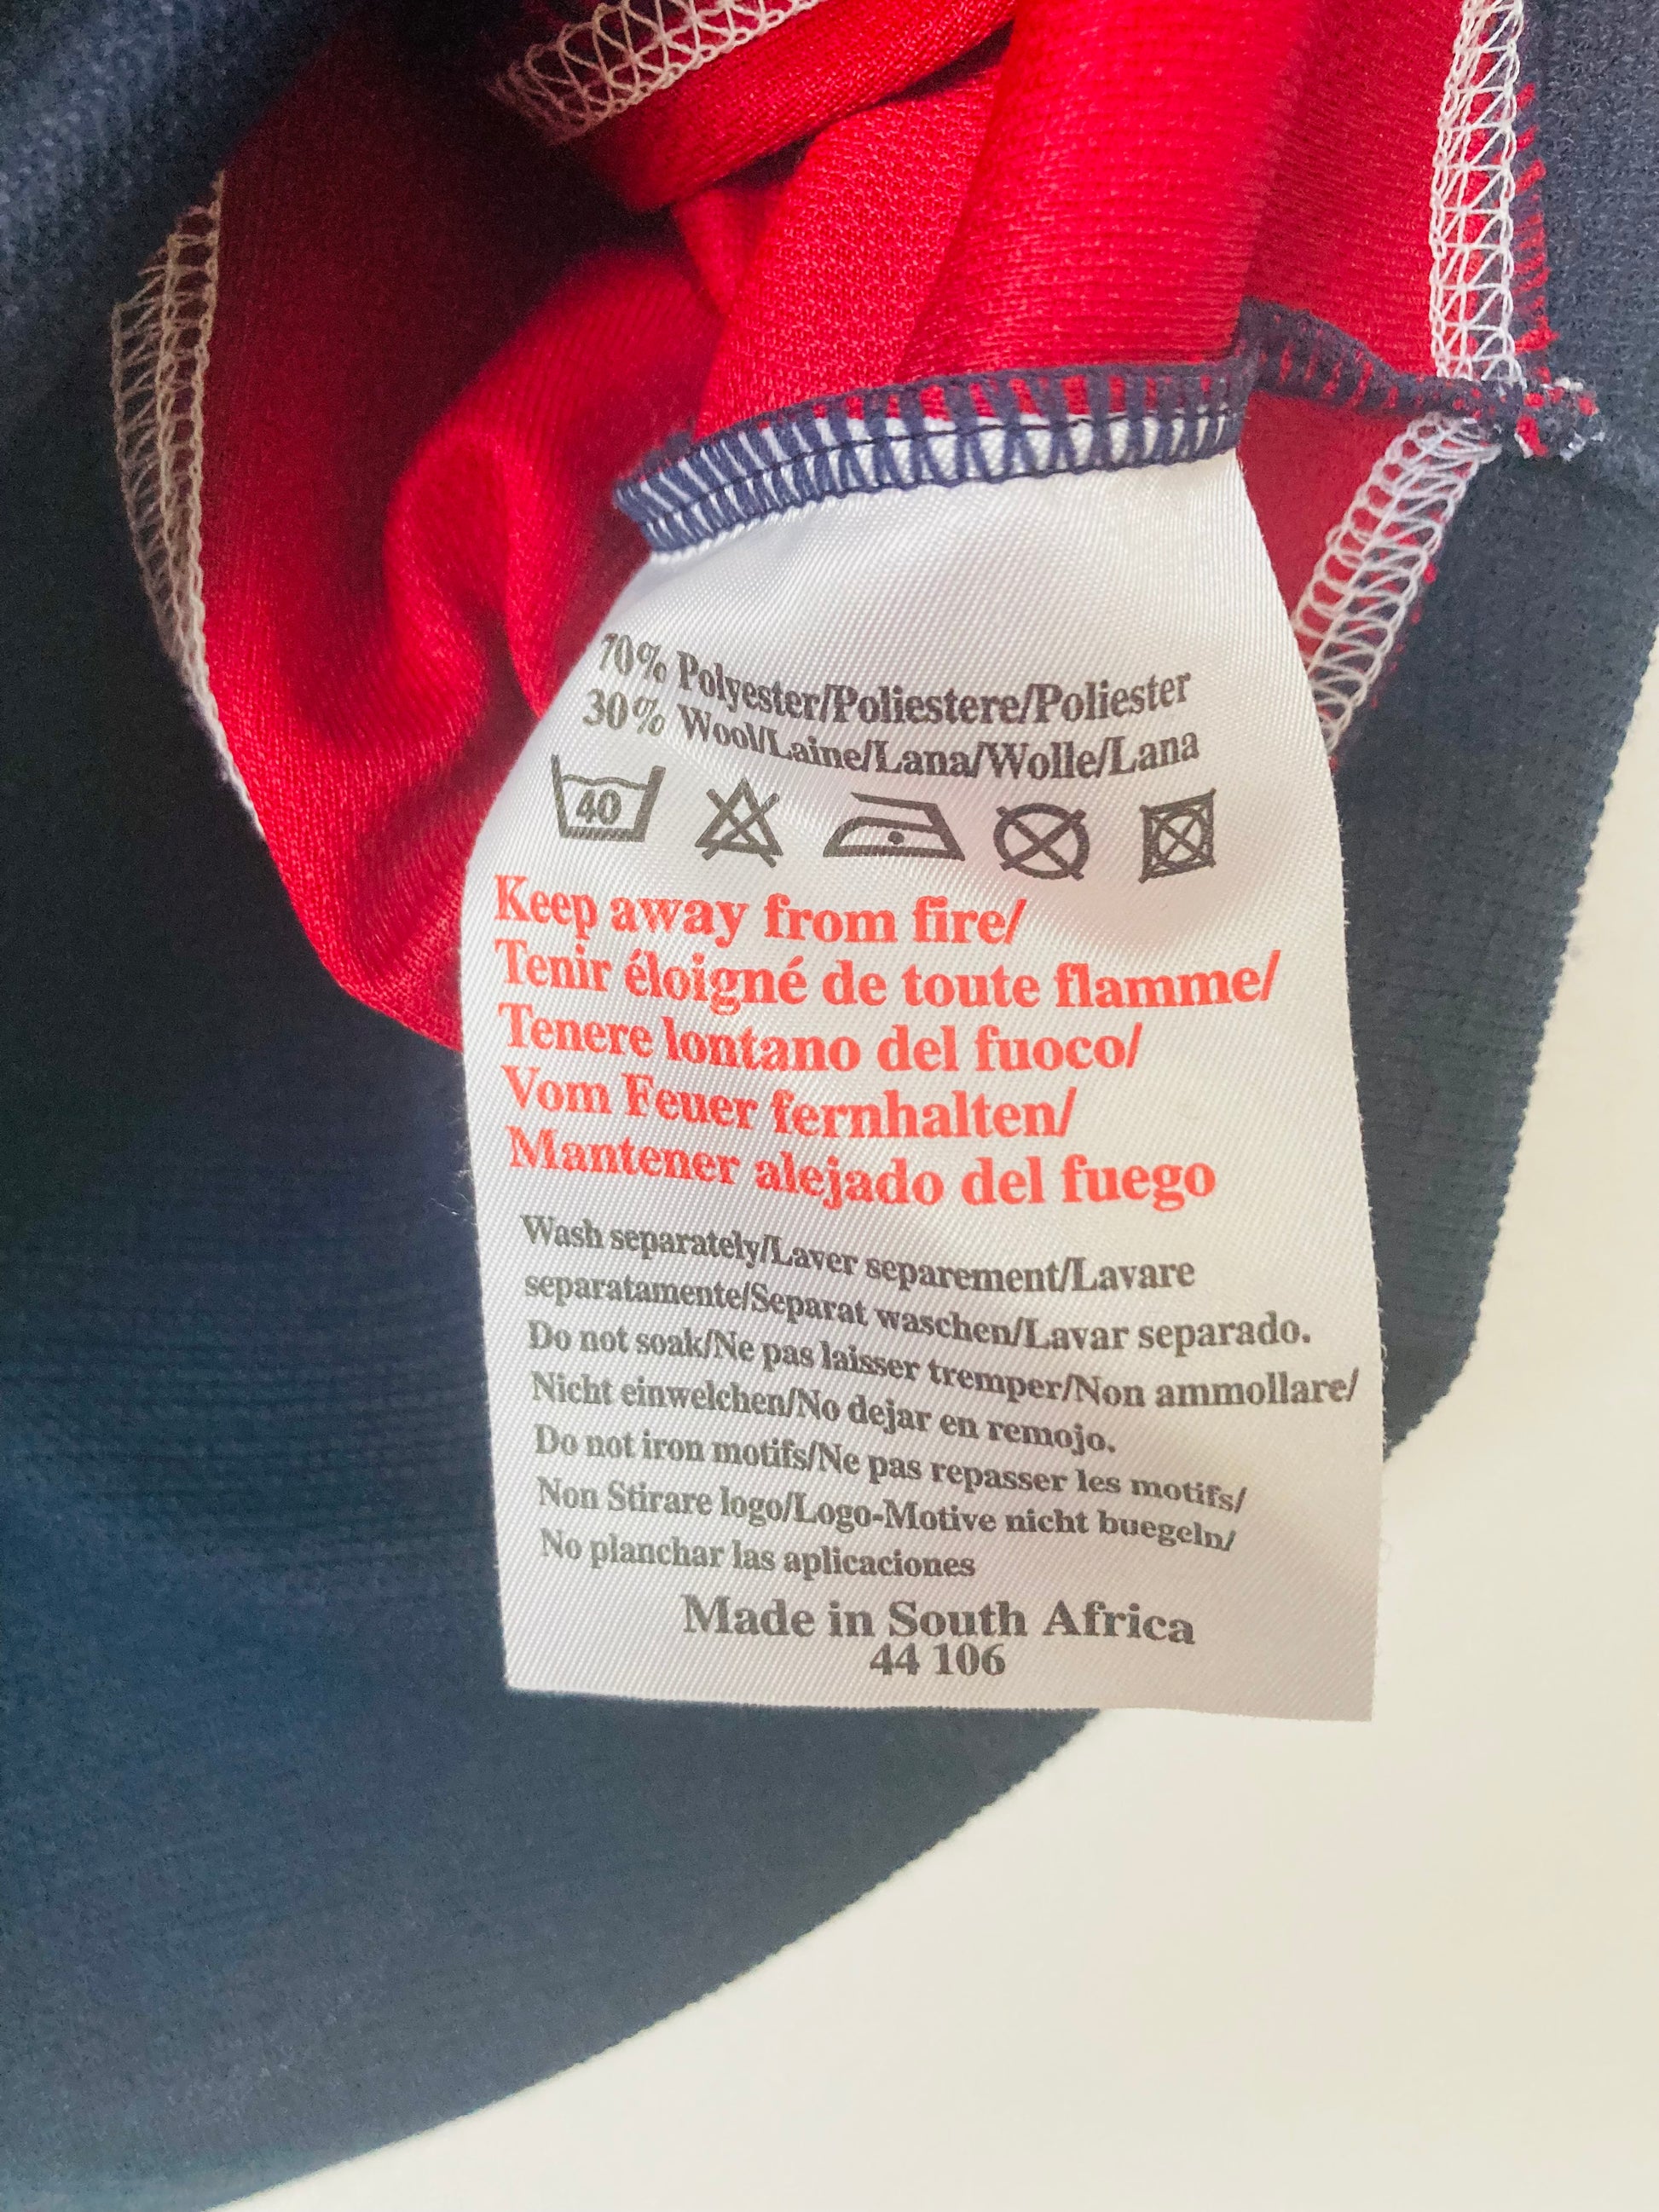 70% Polyester/Poliestere/Poliester
30% Wool/Laine/Lana/Wolle/Lana
40
Keep away from fire/
Tenir éloigné de toute flamme/
Tenere lontano del fuoco/
Vom Feuer fernhalten/
Mantener alejado del fuego
Wash separately/Laver separement/Lavare
separatamente/Separat waschen/Lavar separado.
Do not soak/Ne pas laisser tremper/Non ammollare/
Nicht einwelchen/No dejar en remojo.
Do not iron motifs/Ne pas repasser les motifs/
Non Stirare logo/Logo-Motive nicht buegeln/
No planchar las aplicaciones
Made in South Africa
44 106